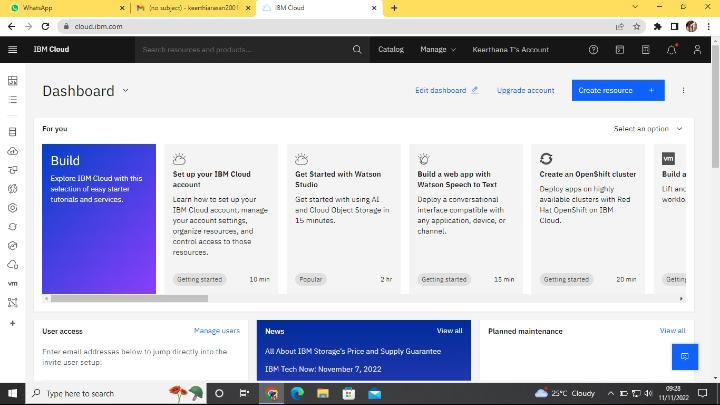 WhatsApp
(no subject) - keerthiarasan2001
IBM Cloud
cloud.ibm.com
IBM Cloud
Search resources and products...
Catalog
Manage
Keerthana T's Account
Dashboard
Edit dashboard
Upgrade account
Create resource +
For you
Select an option
Build
Explore IBM Cloud with this
selection of easy starter
tutorials and services.
Set up your IBM Cloud
account
Learn how to set up your
IBM Cloud account, manage
your account settings,
organize resources, and
control access to those
resources.
Getting started
10 min
Get Started with Watson
Studio
Get started with using AI
and Cloud Object Storage in
15 minutes.
Popular
2 hr
Build a web app with
Watson Speech to Text
Deploy a conversational
interface compatible with
any application, device, or
channel.
Getting started
15 min
Create an OpenShift cluster
Deploy apps on highly
available clusters with Red
Hat OpenShift on IBM
Cloud.
Getting started
20 min
vm
Build a
Lift and
worklo
Getting
vm
User access
Manage users
Enter email addresses below to jump directly into the
invite user setup:
News
View all
All About IBM Storage's Price and Supply Guarantee
IBM Tech Now: November 7, 2022
Planned maintenance
View all
Type here to search
25°C Cloudy
09:28
11/11/2022